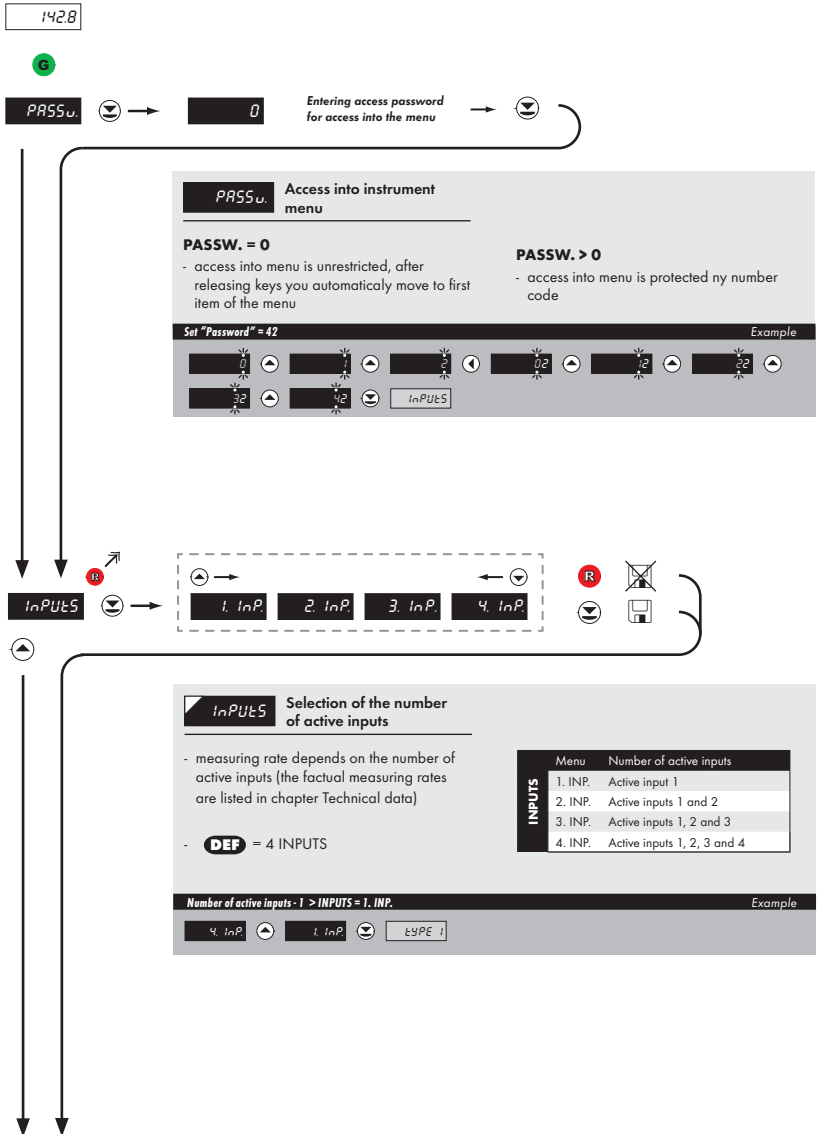 142.8
G
PASSW.
0
Entering access password
for access into the menu
PASSW.
Access into instrument
menu
PASSW. = 0
- access into menu is unrestricted, after
releasing keys you automaticaly move to first
item of the menu
PASSW. > 0
- access into menu is protected ny number
code
Set “Password” = 42
Example
0 1 2 02 12 22
32 42 InPUtS
R
InPUtS
1. InP. 2. InP. 3. InP. 4. InP.
R
InPUtS
Selection of the number
of active inputs
- measuring rate depends on the number of
active inputs (the factual measuring rates
are listed in chapter Technical data)
- DEF = 4 INPUTS
INPUTS
Menu Number of active inputs
1. INP. Active input 1
2. INP. Active inputs 1 and 2
3. INP. Active inputs 1, 2 and 3
4. INP. Active inputs 1, 2, 3 and 4
Number of active inputs - 1 > INPUTS = 1. INP.
Example
4. InP. 1. InP. tYPE 1